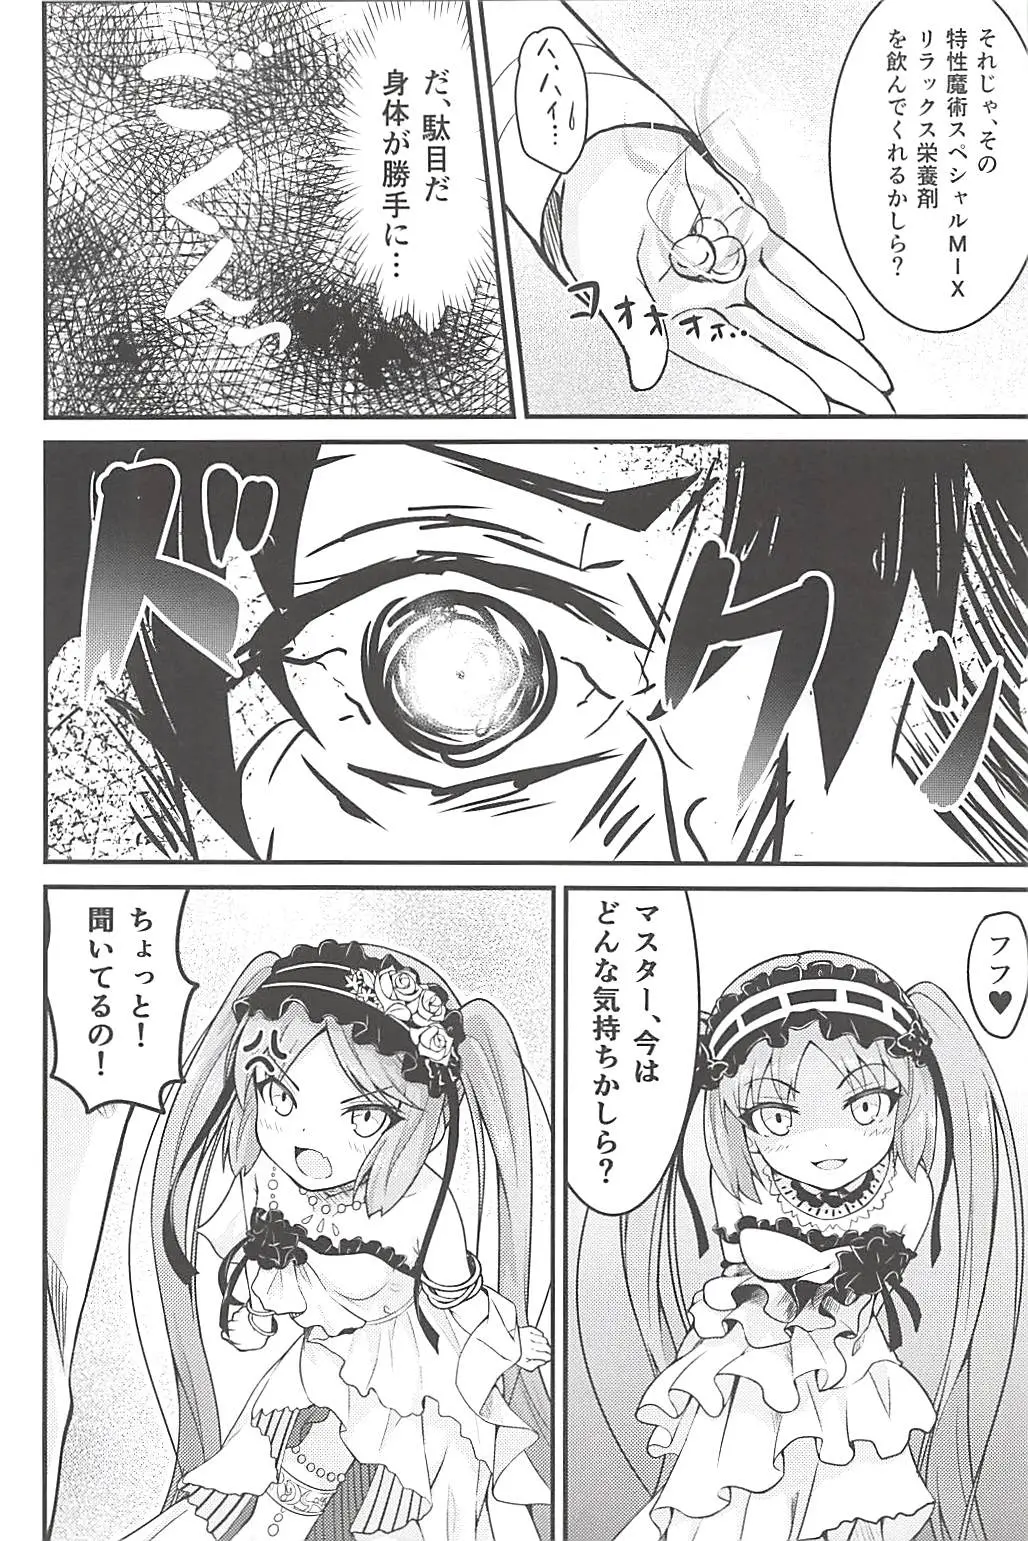 それじゃ、その
特性魔術スペシャルMIX
リラックス栄養剤
を飲んでくれるかしら？
ハ、ハイ…
オオオォ…
だ、駄目だ
身体が勝手に…
ごくんっ
ドクン
フフ♥
マスター、今は
どんな気持ちかしら？
ちょっと！
聞いてるの！